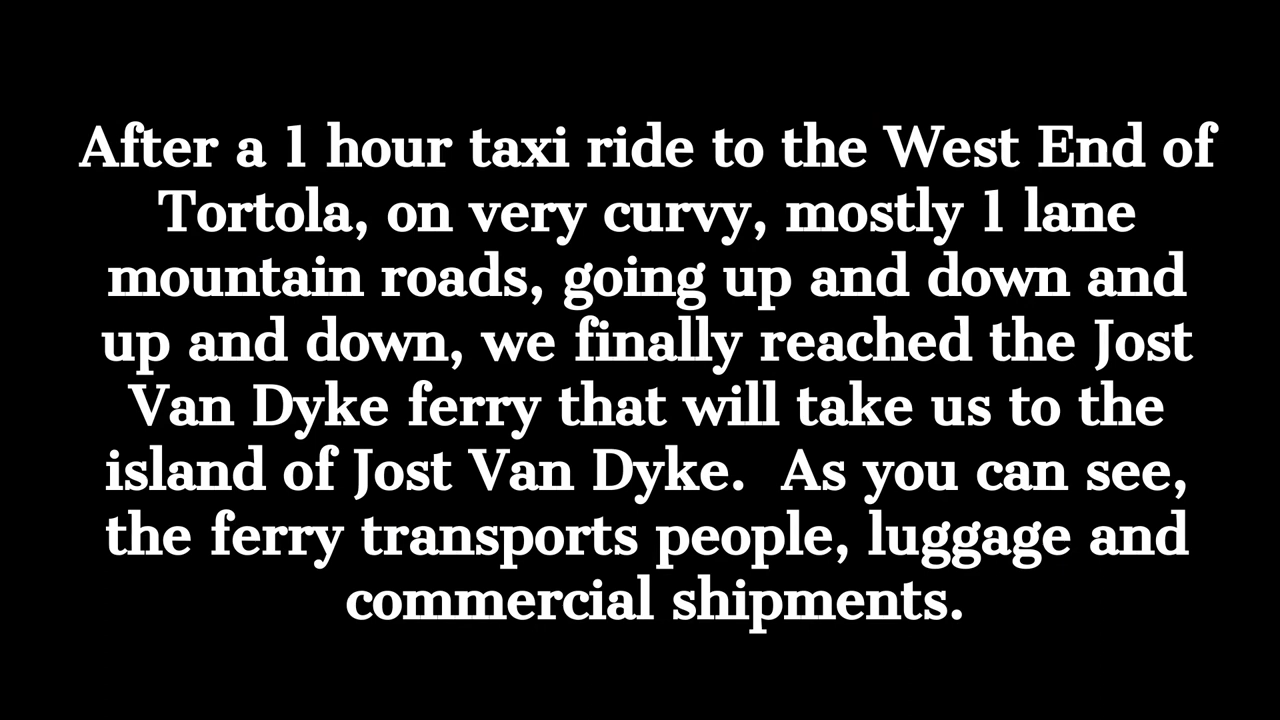 After a 1 hour taxi ride to the West End of
Tortola, on very curvy, mostly 1 lane
mountain roads, going up and down and
up and down, we finally reached the Jost
Van Dyke ferry that will take us to the
island of Jost Van Dyke.  As you can see,
the ferry transports people, luggage and
commercial shipments.